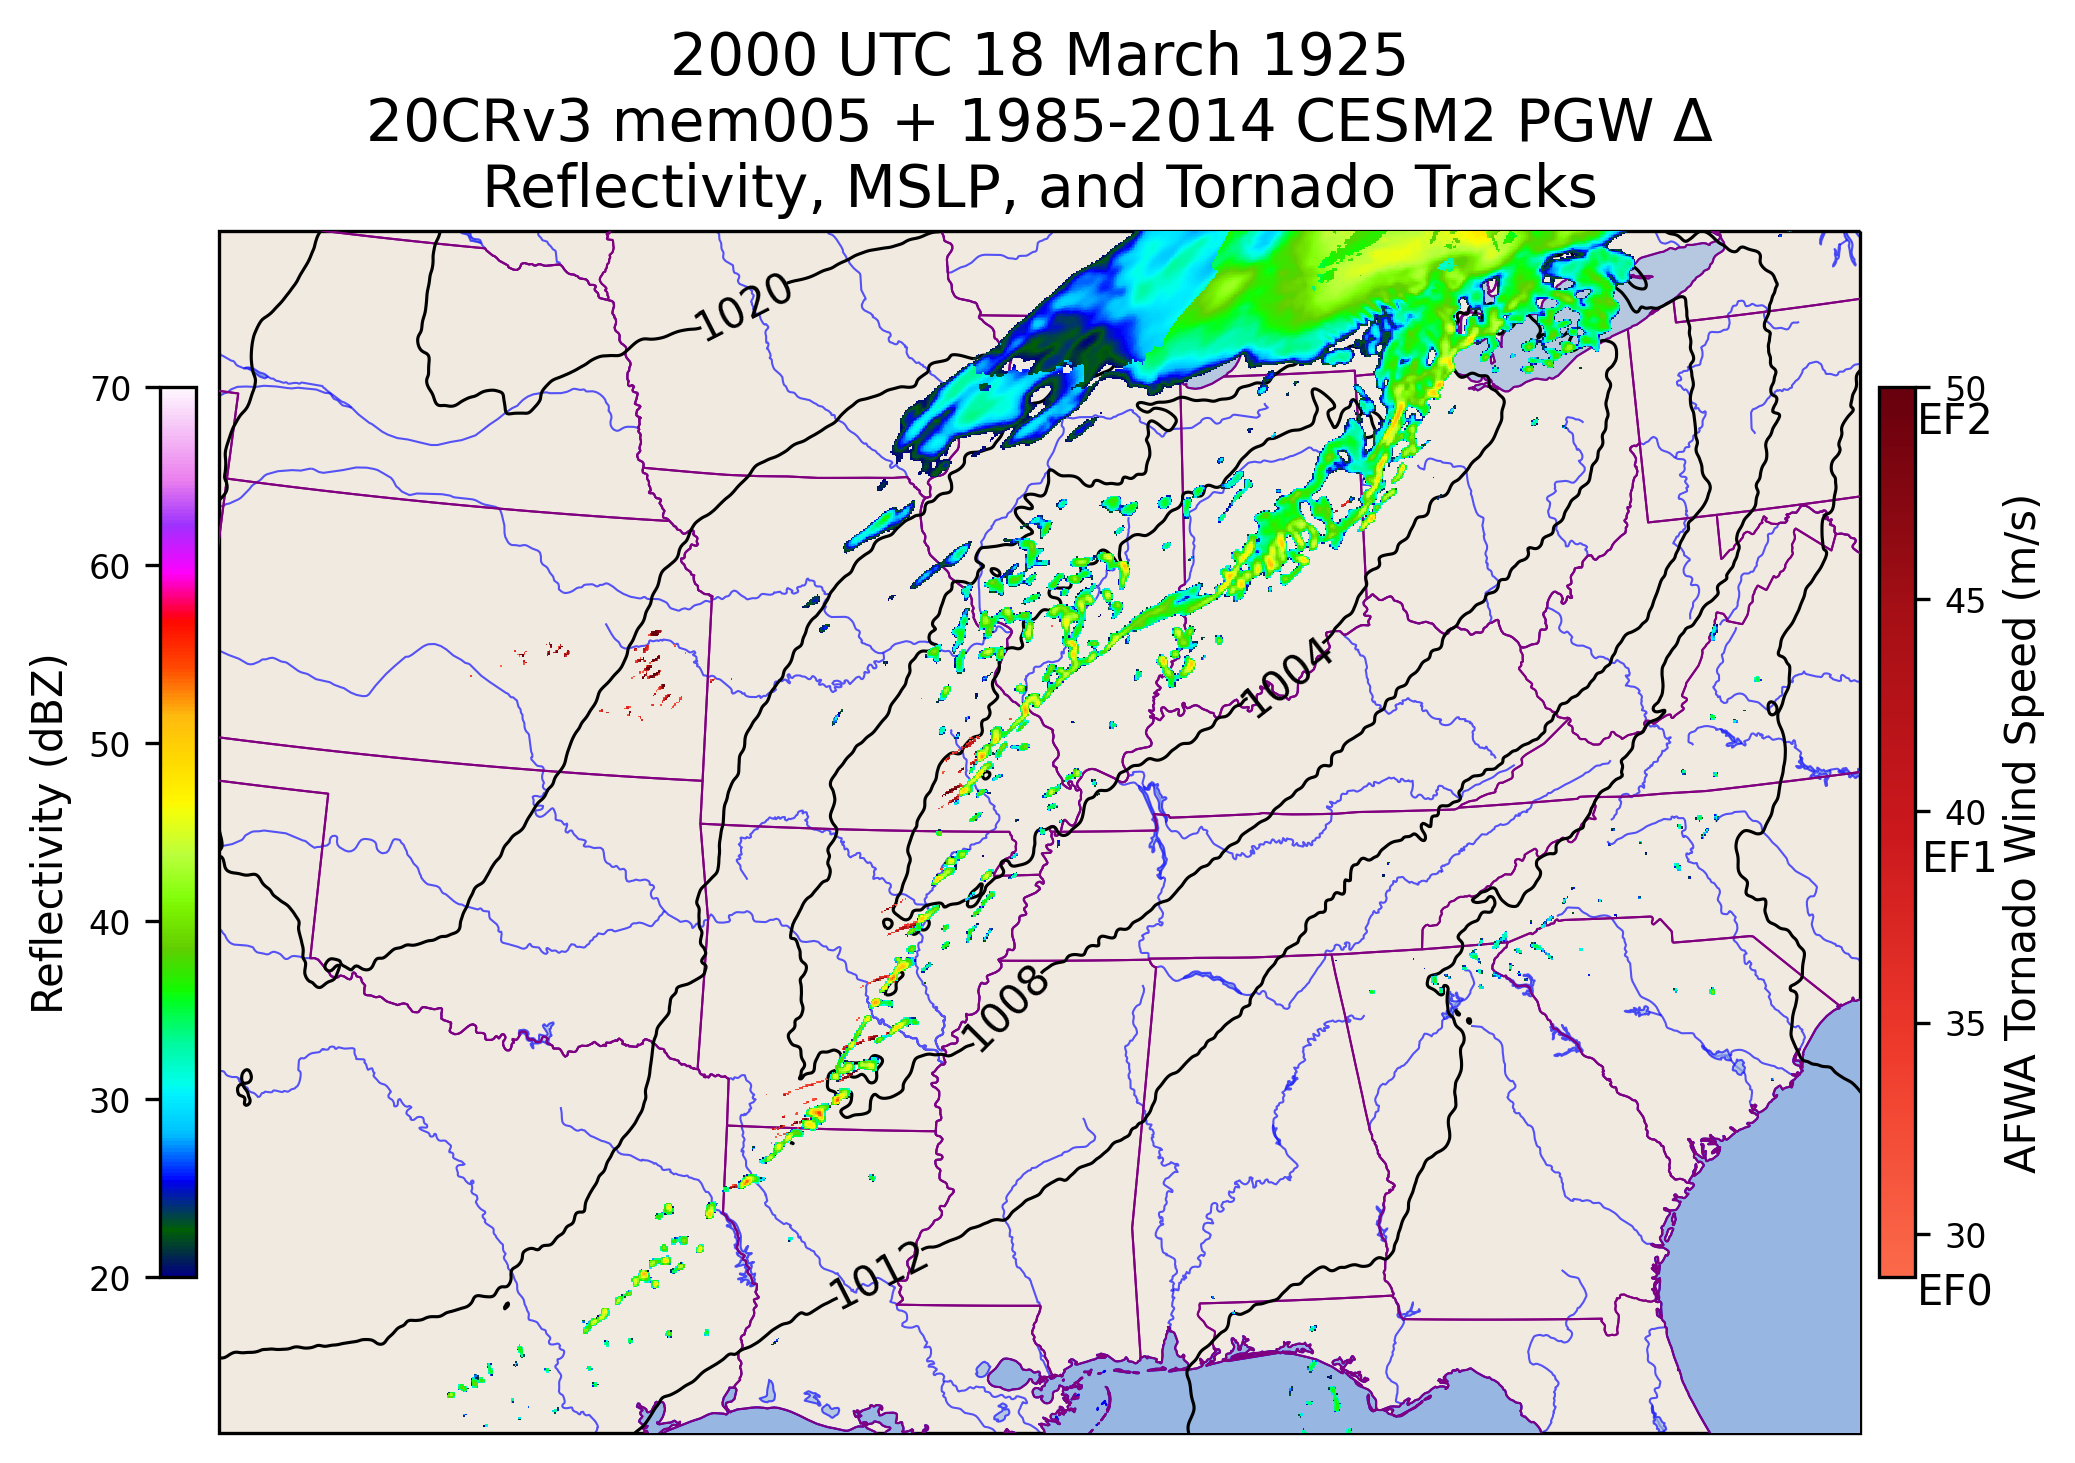 2000 UTC 18 March 1925
20CRv3 mem005 + 1985-2014 CESM2 PGW Δ
Reflectivity, MSLP, and Tornado Tracks
1020
1004
1008
1012
70
60
50
40
30
20
Reflectivity (dBZ)
50
EF2
45
40
EF1
35
30
EF0
AFWA Tornado Wind Speed (m/s)